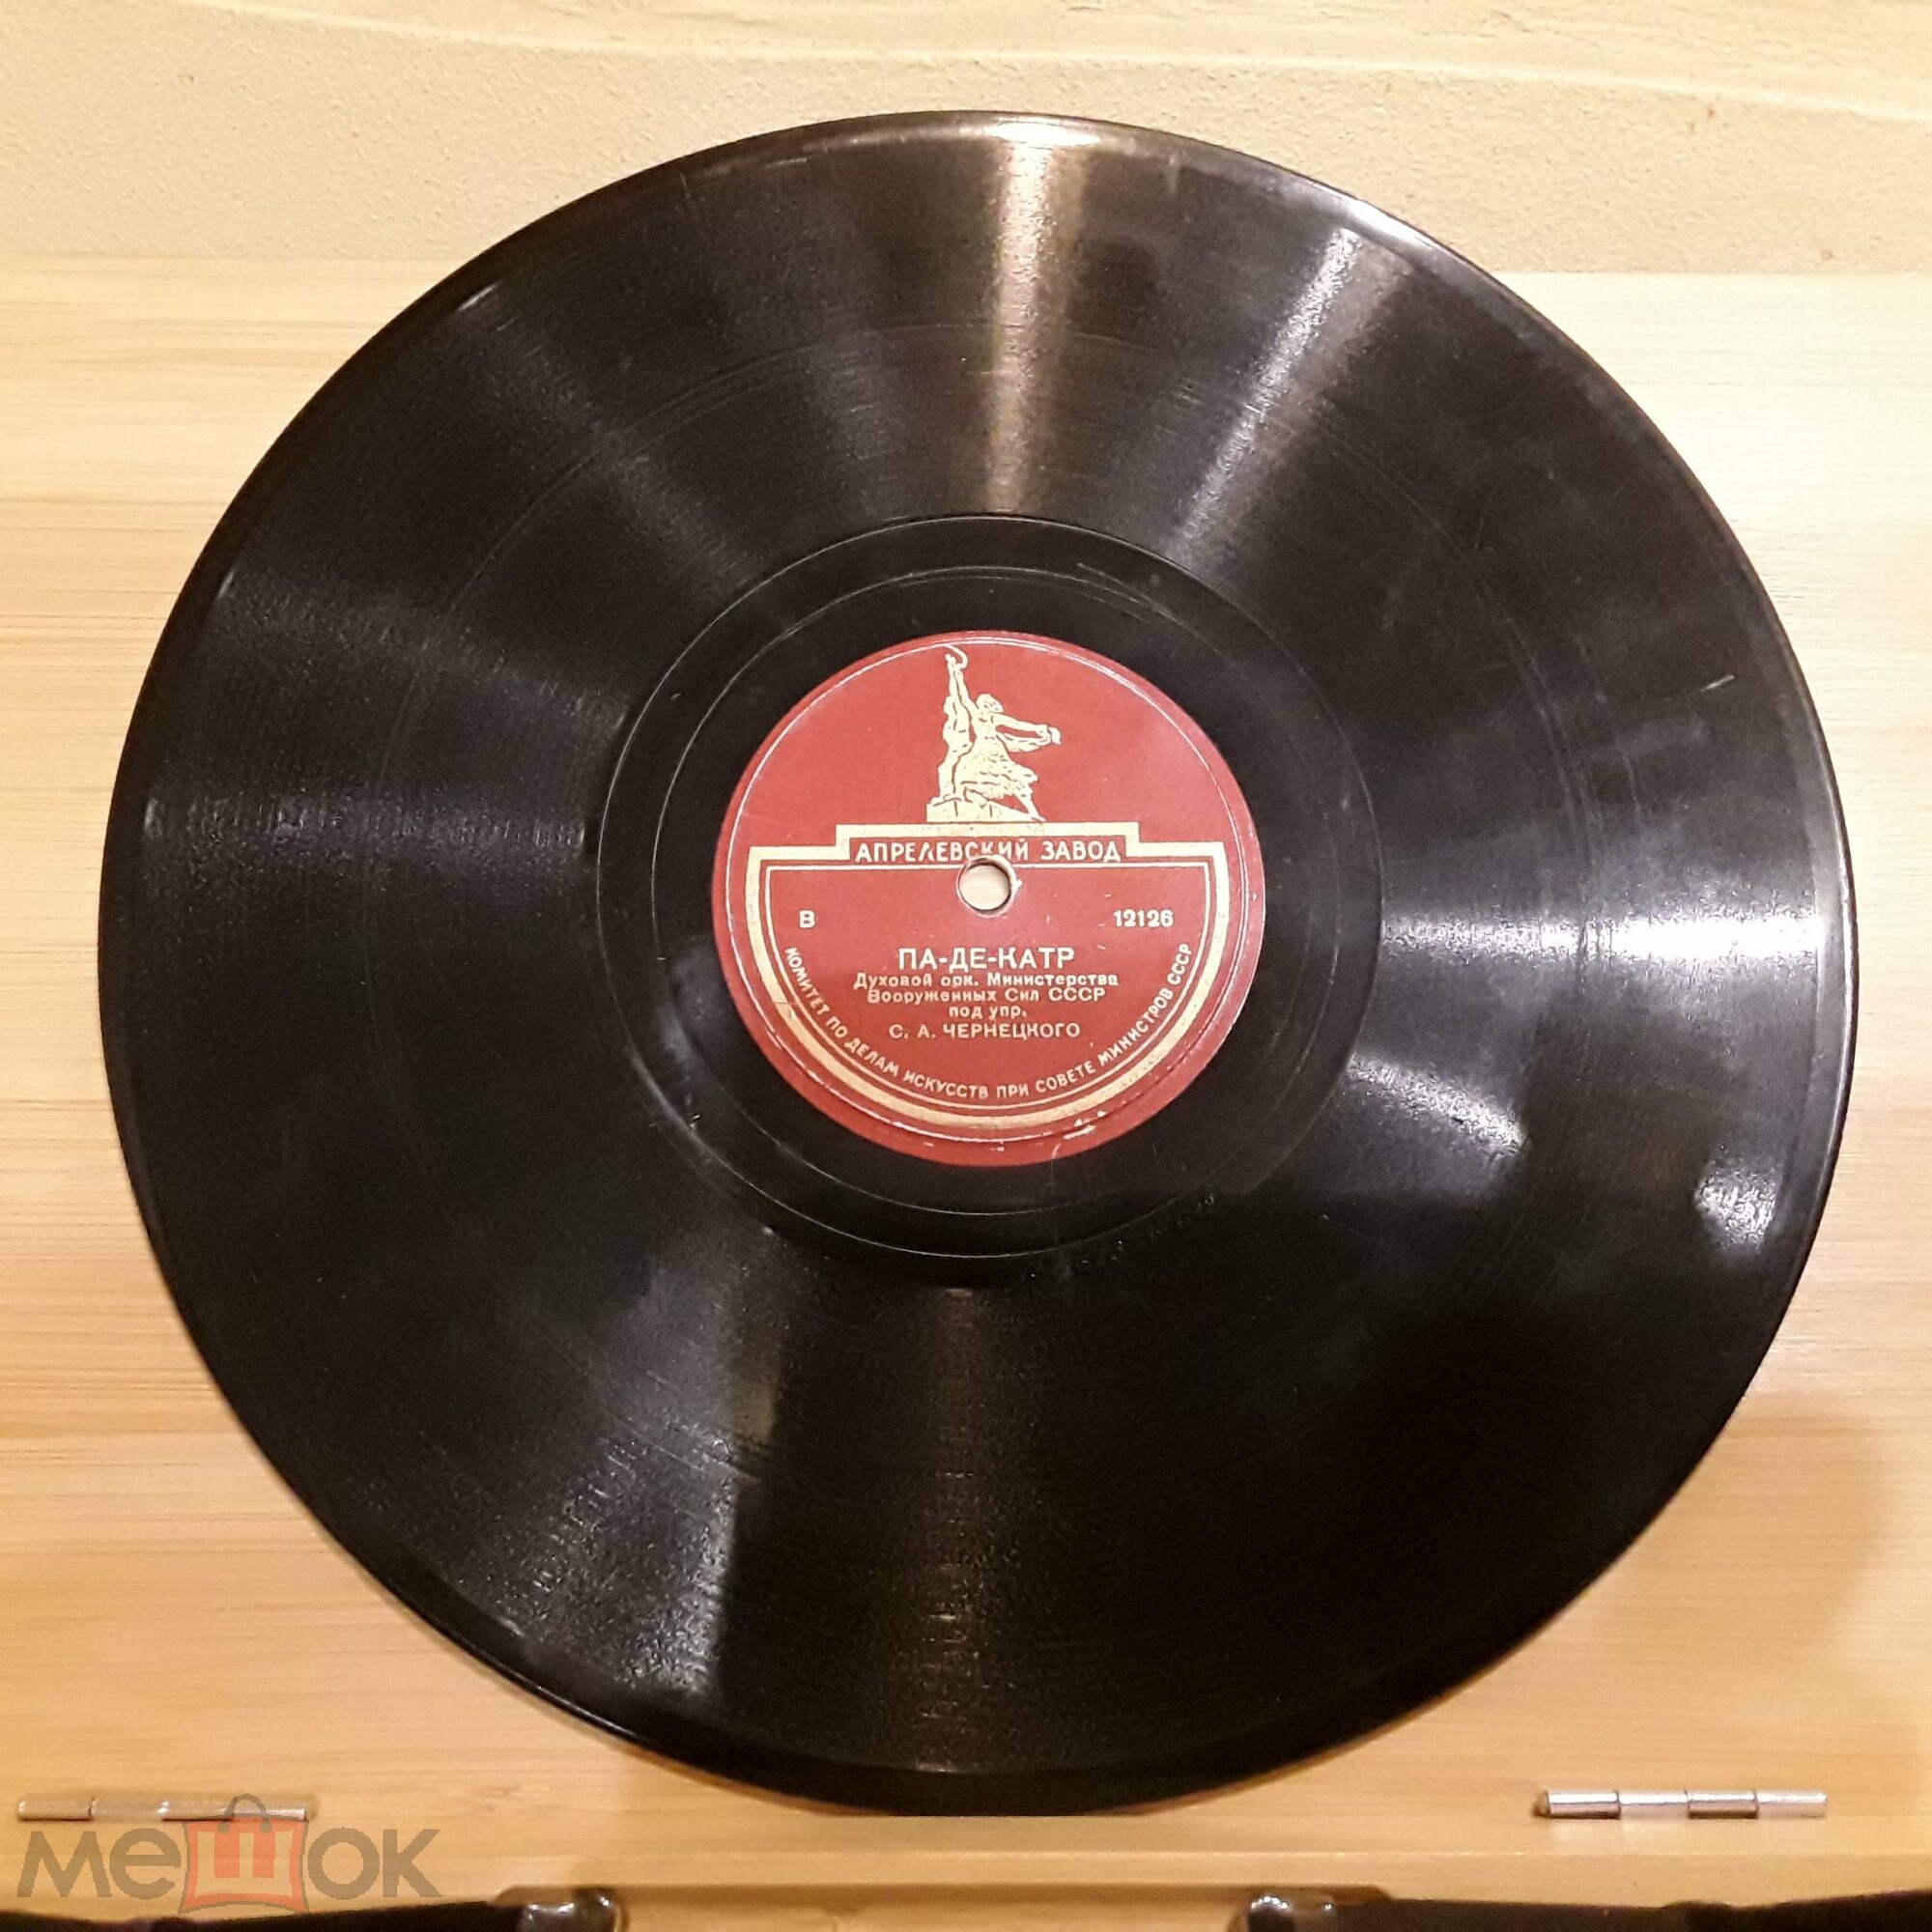 АПРЕЛЕВСКИЙ ЗАВОД
В 12126
ПА-ДЕ-КАТР
Духовой орк. Министерства
Вооруженных Сил СССР
под упр.
С. А. ЧЕРНЕЦКОГО
КОМИТЕТ ПО ДЕЛАМ ИСКУССТВ ПРИ СОВЕТЕ МИНИСТРОВ СССР
мешок